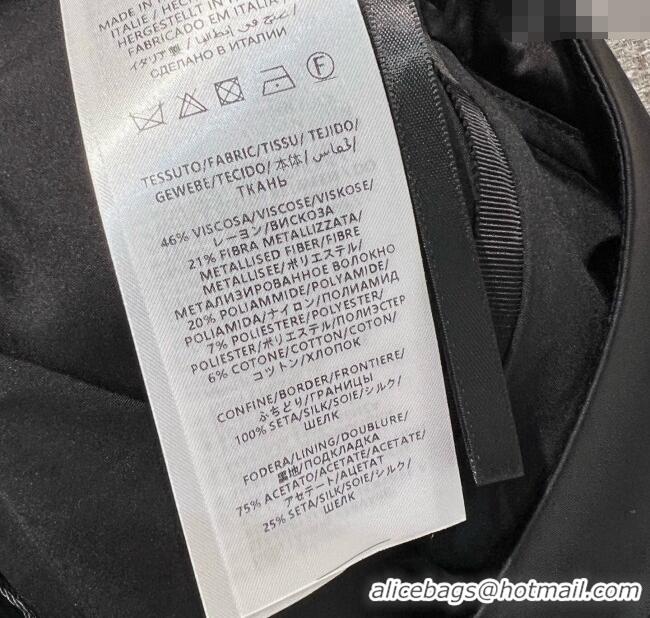 MADE IN
ITALIE / HECHO
HERGESTELLT IN ITALIEN
FABRICADO EM ITÁLIA
イタリア製 /
СДЕЛАНО В ИТАЛИИ
F
TESSUTO/FABRIC/TISSU/ TEJIDO/
GEWEBE/TECIDO/ 本体/ قماش/
ТКАНЬ
46% VISCOSA/VISCOSE/VISKOSE/
レーヨン/ВИСКОЗА
21% FIBRA METALLIZZATA/
METALLISED FIBER/FIBRE
METALLISEE/ポリエステル/
МЕТАЛИЗИРОВАННОЕ ВОЛОКНО
20% POLIAMMIDE/POLYAMIDE/
POLIAMIDA/ナイロン/ПОЛИАМИД
7% POLIESTERE/POLYESTER/
POLIESTER/ポリエステル/ПОЛИЭСТЕР
6% COTONE/COTTON/COTON/
コットン/ХЛОПОК
CONFINE/BORDER/FRONTIERE/
ふちどり/ГРАНИЦЫ
100% SETA/SILK/SOIE/シルク/
ШЕЛК
FODERA/LINING/DOUBLURE/
裏地/ПОДКЛАДКА
75% ACETATO/ACETATE/ACETATE/
アセテート/АЦЕТАТ
25% SETA/SILK/SOIE/シルク/
ШЕЛК
alicebags@hotmail.com